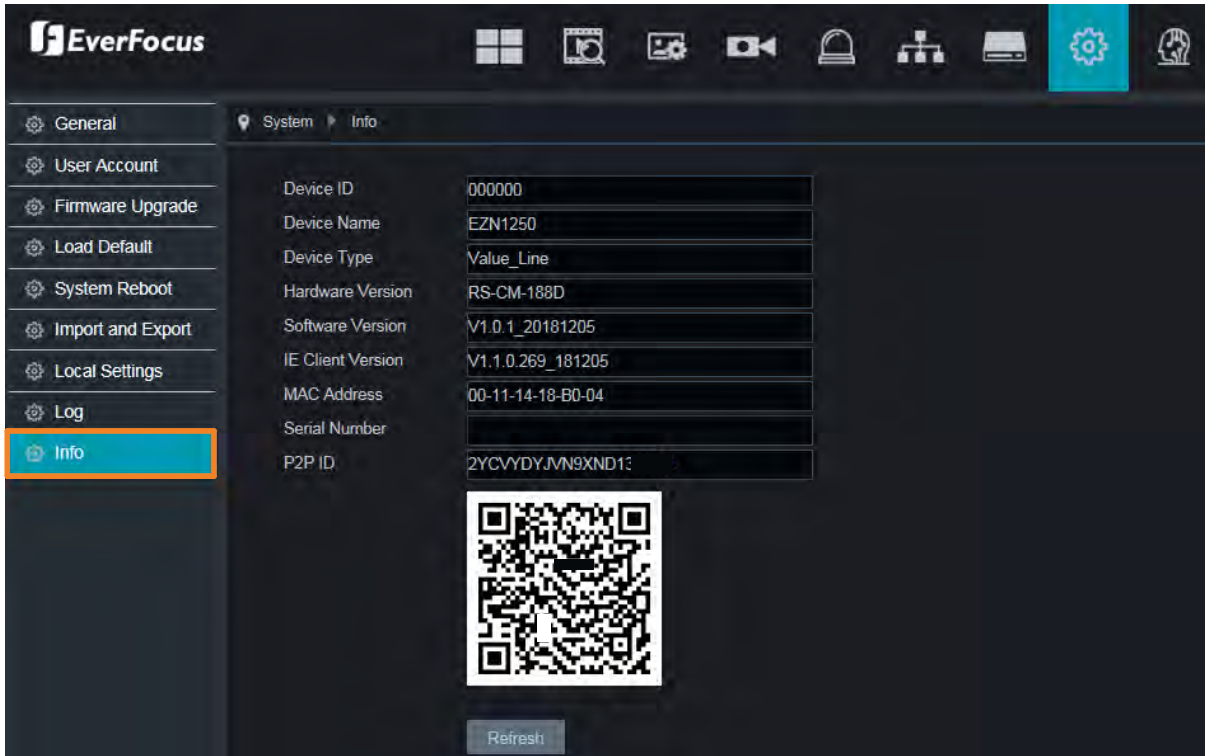 EverFocus
General
User Account
Firmware Upgrade
Load Default
System Reboot
Import and Export
Local Settings
Log
Info
System Info
Device ID 000000
Device Name EZN1250
Device Type Value_Line
Hardware Version RS-CM-188D
Software Version V1.0.1_20181205
IE Client Version V1.1.0.269_181205
MAC Address 00-11-14-18-B0-04
Serial Number
P2P ID 2YCVYDYJVN9XND13
Refresh